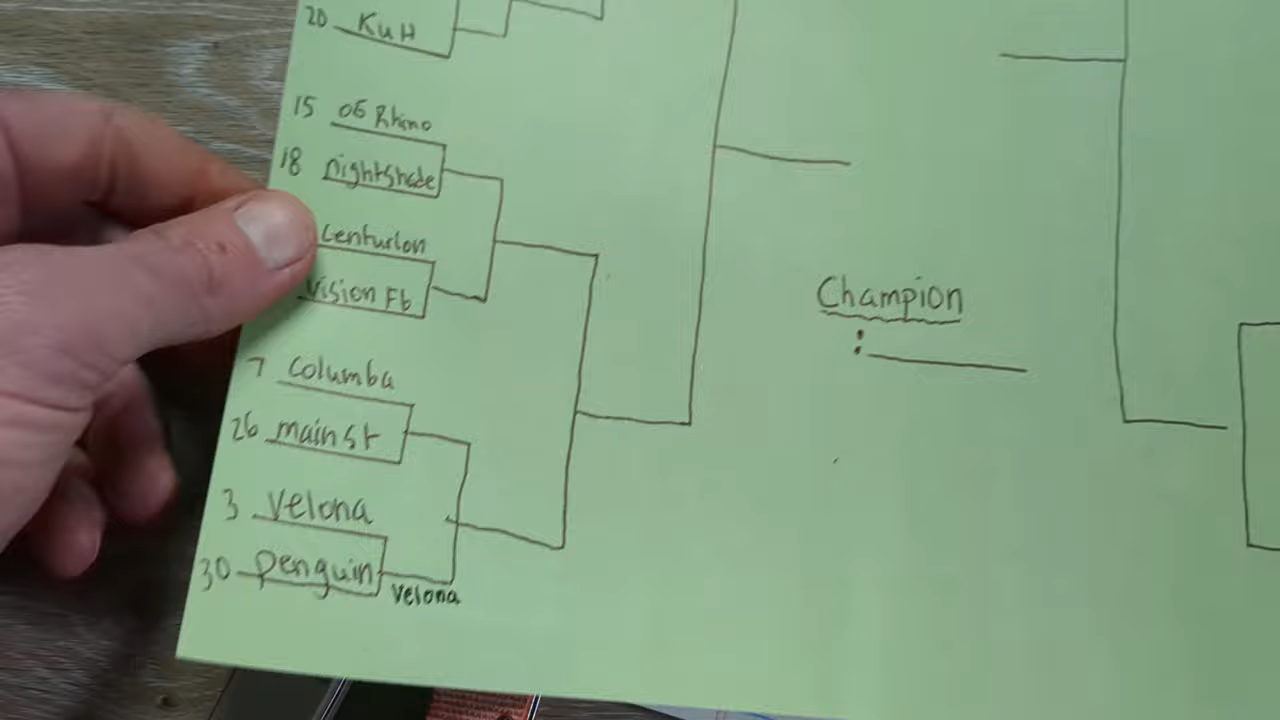 20 KuH
15 06 Rhino
18 nightshade
Centurion
Vision Fb
7 Columba
26 main st
3 Velona
30 Penguin
Velona
Champion
: